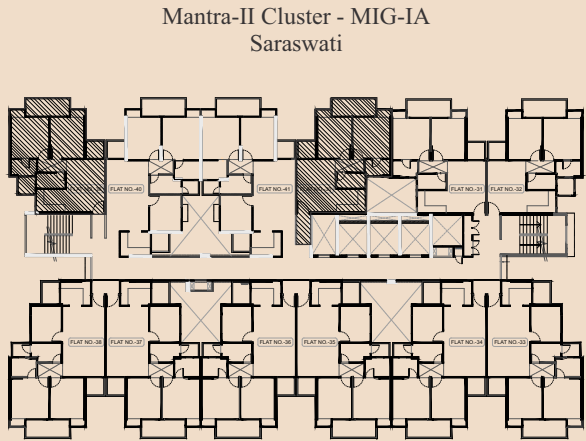 Mantra-II Cluster - MIG-IA
Saraswati
FLAT NO.-40
FLAT NO.-41
FLAT NO.-31
FLAT NO.-32
FLAT NO.-38
FLAT NO.-37
FLAT NO.-36
FLAT NO.-35
FLAT NO.-34
FLAT NO.-33